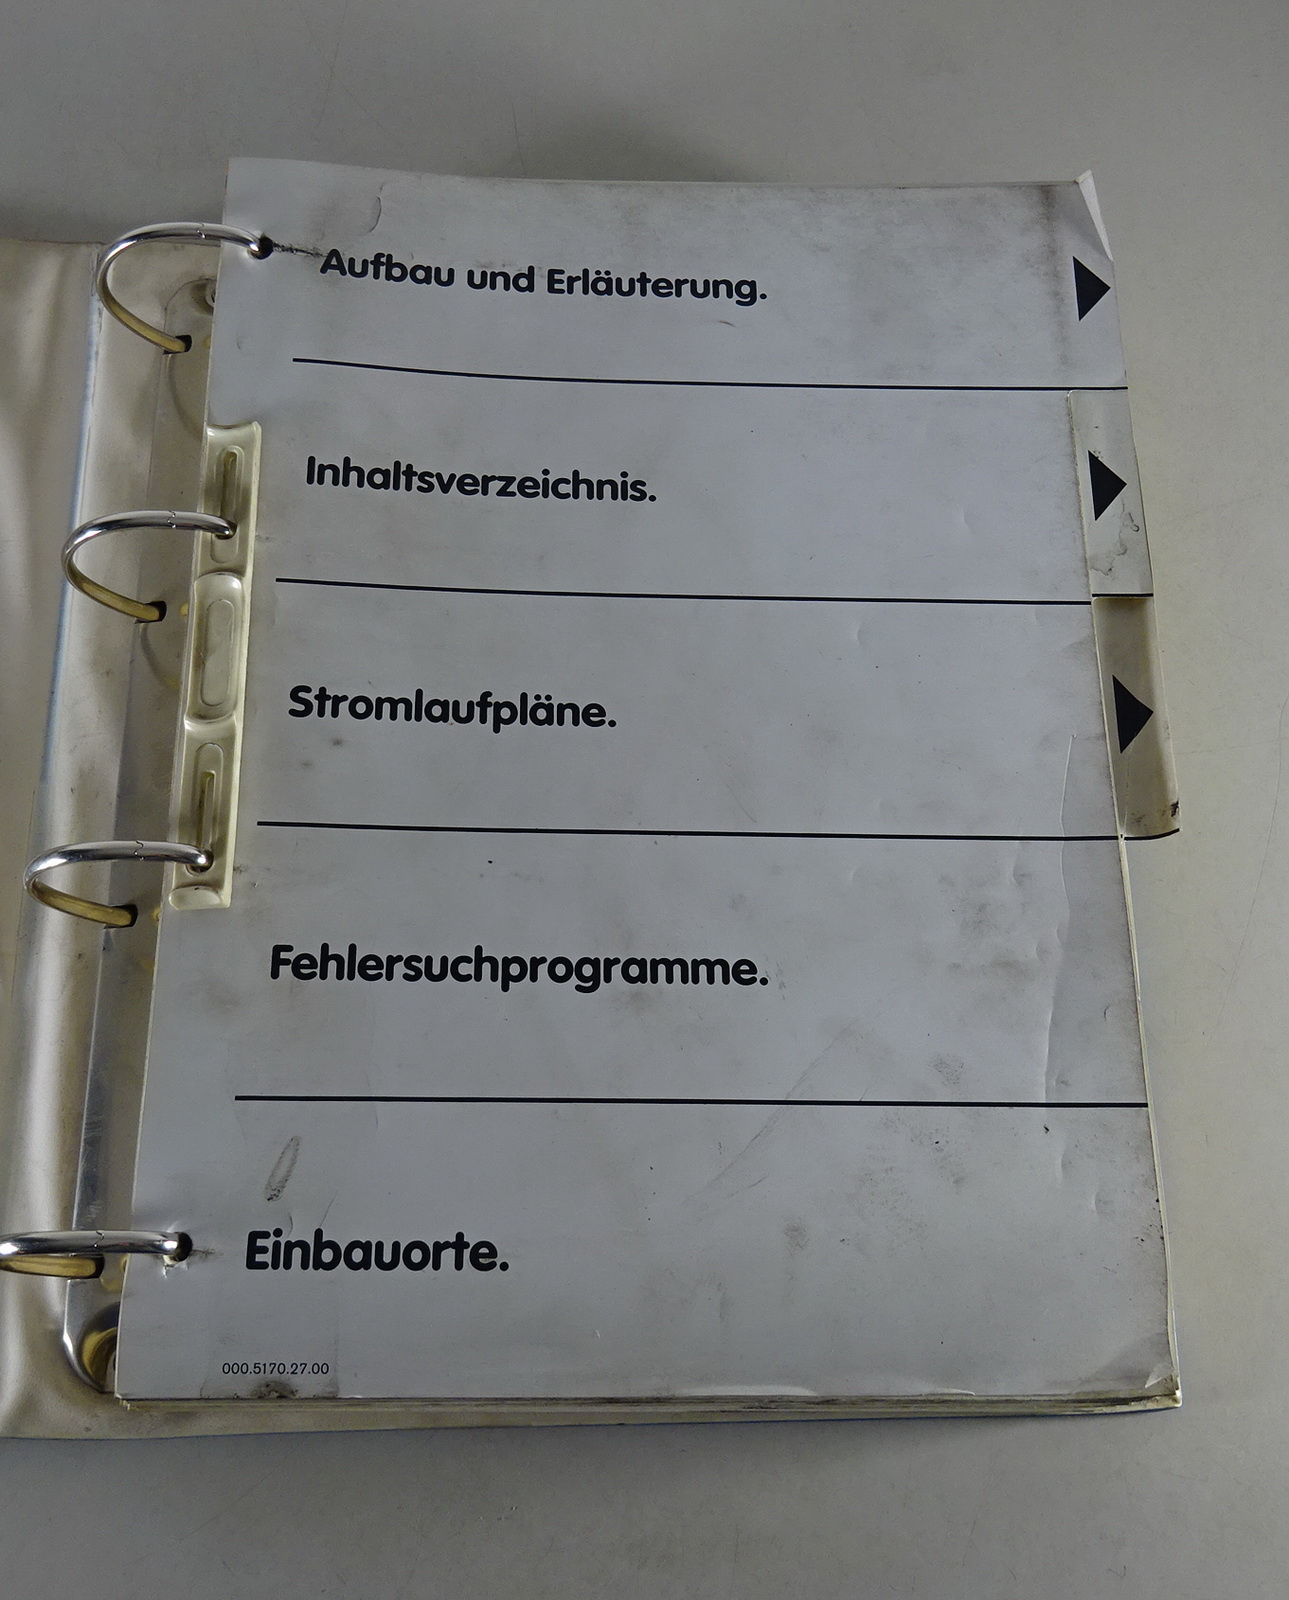 Aufbau und Erläuterung.
Inhaltsverzeichnis.
Stromlaufpläne.
Fehlersuchprogramme.
Einbauorte.
000.5170.27.00